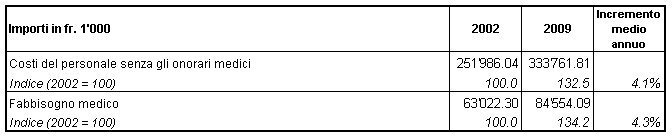 Importi in fr. 1'000 2002 2009 Incremento medio annuo
Costi del personale senza gli onorari medici 251'986.04 333'761.81
Indice (2002 = 100) 100.0 132.5 4.1%
Fabbisogno medico 63'022.30 84'554.09
Indice (2002 = 100) 100.0 134.2 4.3%